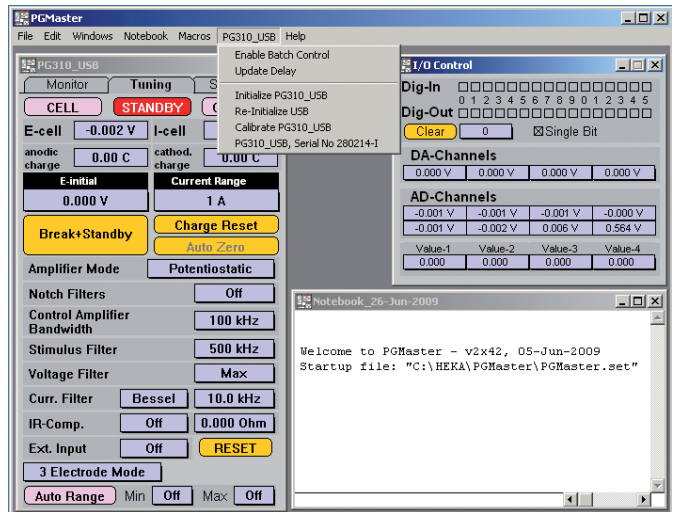 PGMaster
File Edit Windows Notebook Macros PG310_USB Help
Enable Batch Control
Update Delay
Initialize PG310_USB
Re-Initialize USB
Calibrate PG310_USB
PG310_USB, Serial No 280214-I
PG310_USB
Monitor Tuning S
CELL STANDBY
E-cell -0.002 V I-cell
anodic charge 0.00 C cathod. charge 0.00 C
E-initial Current Range
0.000 V 1 A
Break+Standby Charge Reset
Auto Zero
Amplifier Mode Potentiostatic
Notch Filters Off
Control Amplifier Bandwidth 100 kHz
Stimulus Filter 500 kHz
Voltage Filter Max
Curr. Filter Bessel 10.0 kHz
IR-Comp. Off 0.000 Ohm
Ext. Input Off RESET
3 Electrode Mode
Auto Range Min Off Max Off
I/O Control
Dig-In
0 1 2 3 4 5 6 7 8 9 0 1 2 3 4 5
Dig-Out
Clear 0 Single Bit
DA-Channels
0.000 V 0.000 V 0.000 V 0.000 V
AD-Channels
-0.001 V -0.001 V -0.001 V -0.000 V
-0.001 V -0.002 V 0.006 V 0.564 V
Value-1 Value-2 Value-3 Value-4
0.000 0.000 0.000 0.000
Notebook_26-Jun-2009
Welcome to PGMaster - v2x42, 05-Jun-2009
Startup file: "C:\HEKA\PGMaster\PGMaster.set"